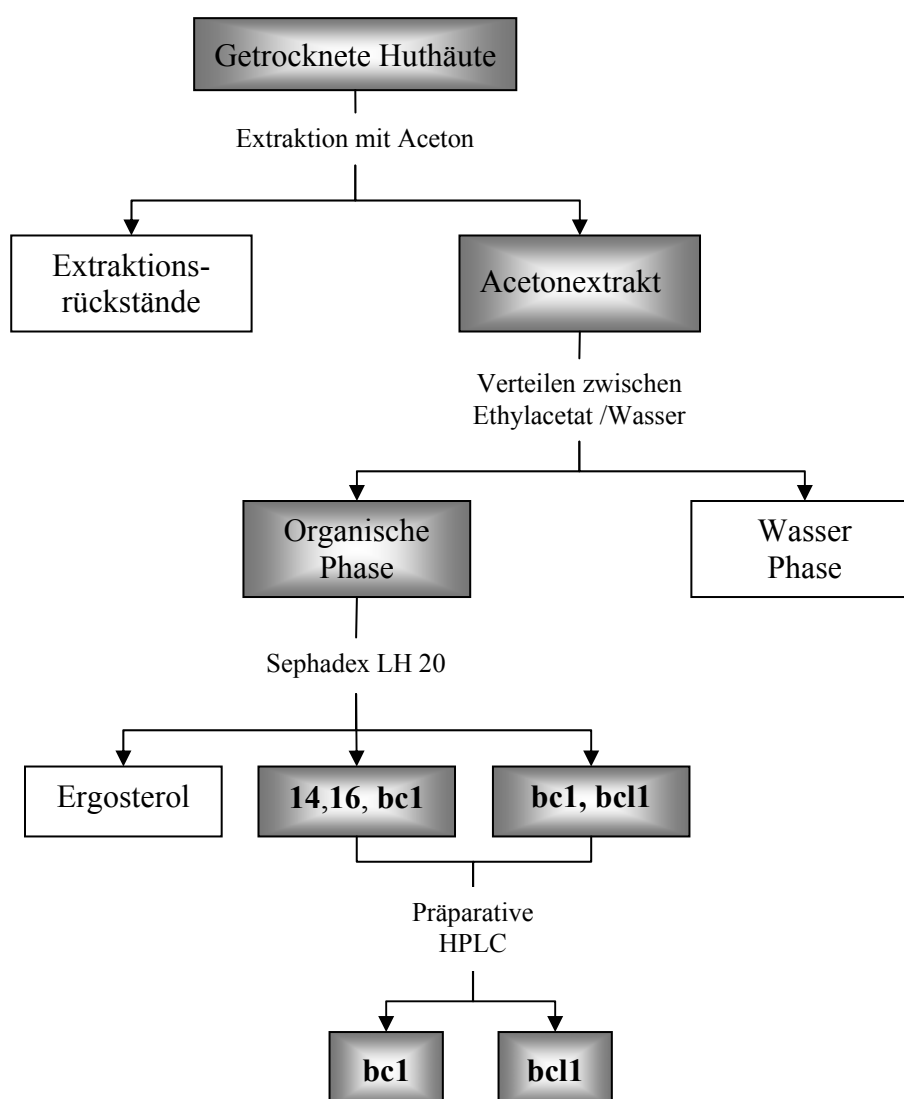 Getrocknete Huthäute
Extraktion mit Aceton
Extraktions-
rückstände
Acetonextrakt
Verteilen zwischen
Ethylacetat /Wasser
Organische
Phase
Wasser
Phase
Sephadex LH 20
Ergosterol
14,16, bc1
bc1, bcl1
Präparative
HPLC
bc1
bcl1